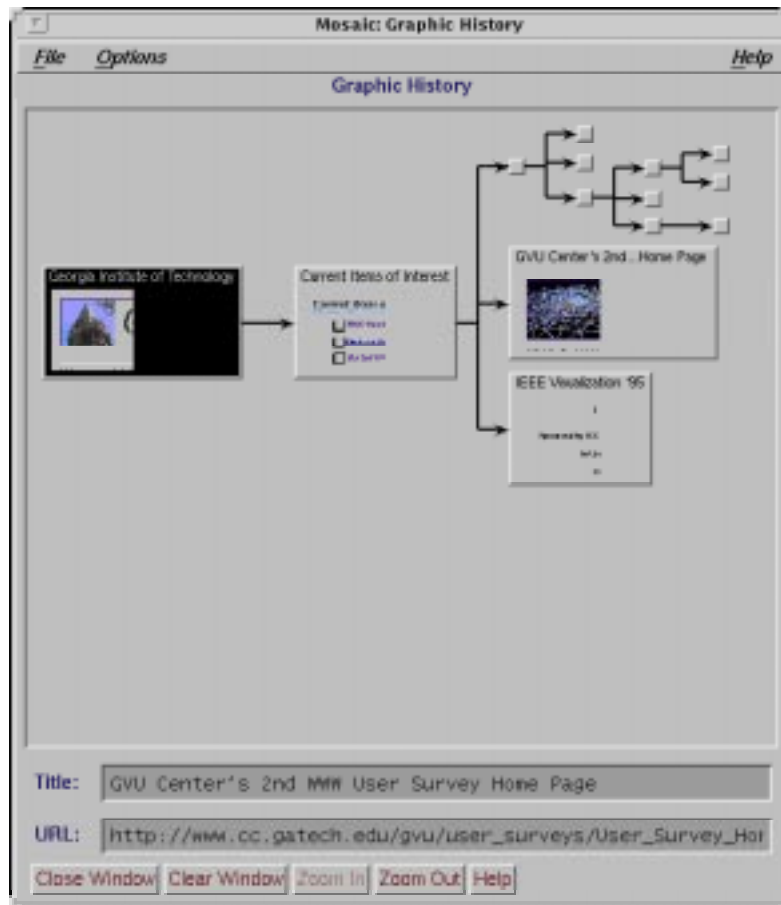 Mosaic: Graphic History
File Options Help
Graphic History
Georgia Institute of Technology
Current Items of Interest
GVU Center's 2nd... Home Page
IEEE Visualization '95
Title: GVU Center's 2nd WWW User Survey Home Page
URL: http://www.cc.gatech.edu/gvu/user_surveys/User_Survey_Hom
Close Window Clear Window Zoom In Zoom Out Help